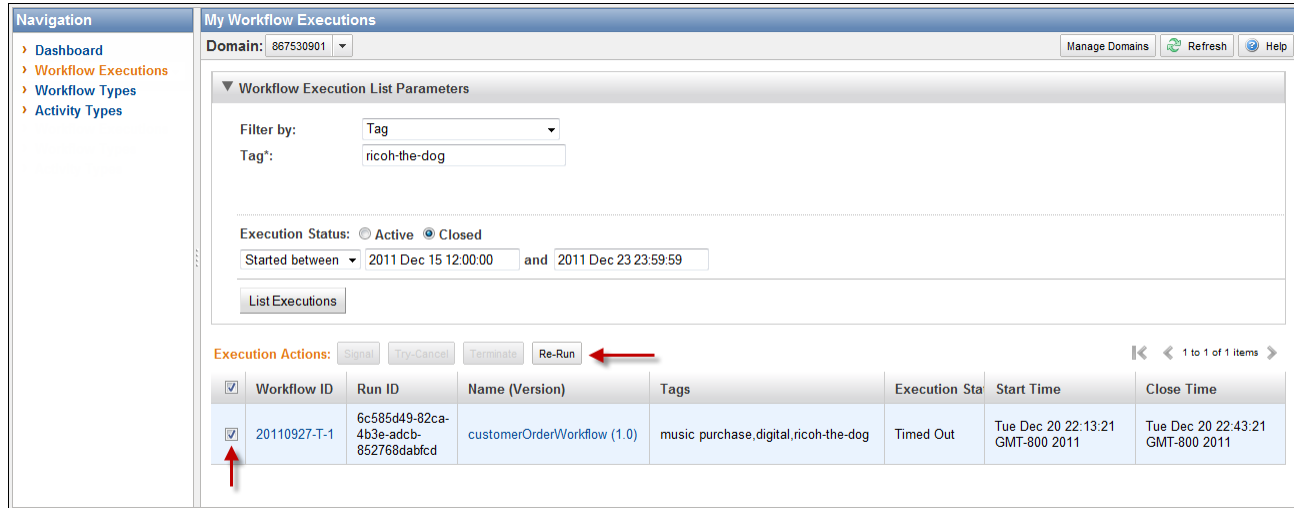 Navigation
› Dashboard
› Workflow Executions
› Workflow Types
› Activity Types
My Workflow Executions
Domain: 867530901
Manage Domains
Refresh
Help
Workflow Execution List Parameters
Filter by: Tag
Tag*: ricoh-the-dog
Execution Status: Active Closed
Started between 2011 Dec 15 12:00:00 and 2011 Dec 23 23:59:59
List Executions
Execution Actions: Signal Try-Cancel Terminate Re-Run
1 to 1 of 1 items
Workflow ID Run ID Name (Version) Tags Execution Sta Start Time Close Time
20110927-T-1
6c585d49-82ca-
4b3e-adcb-
852768dabfcd
customerOrderWorkflow (1.0)
music purchase,digital,ricoh-the-dog
Timed Out
Tue Dec 20 22:13:21
GMT-800 2011
Tue Dec 20 22:43:21
GMT-800 2011